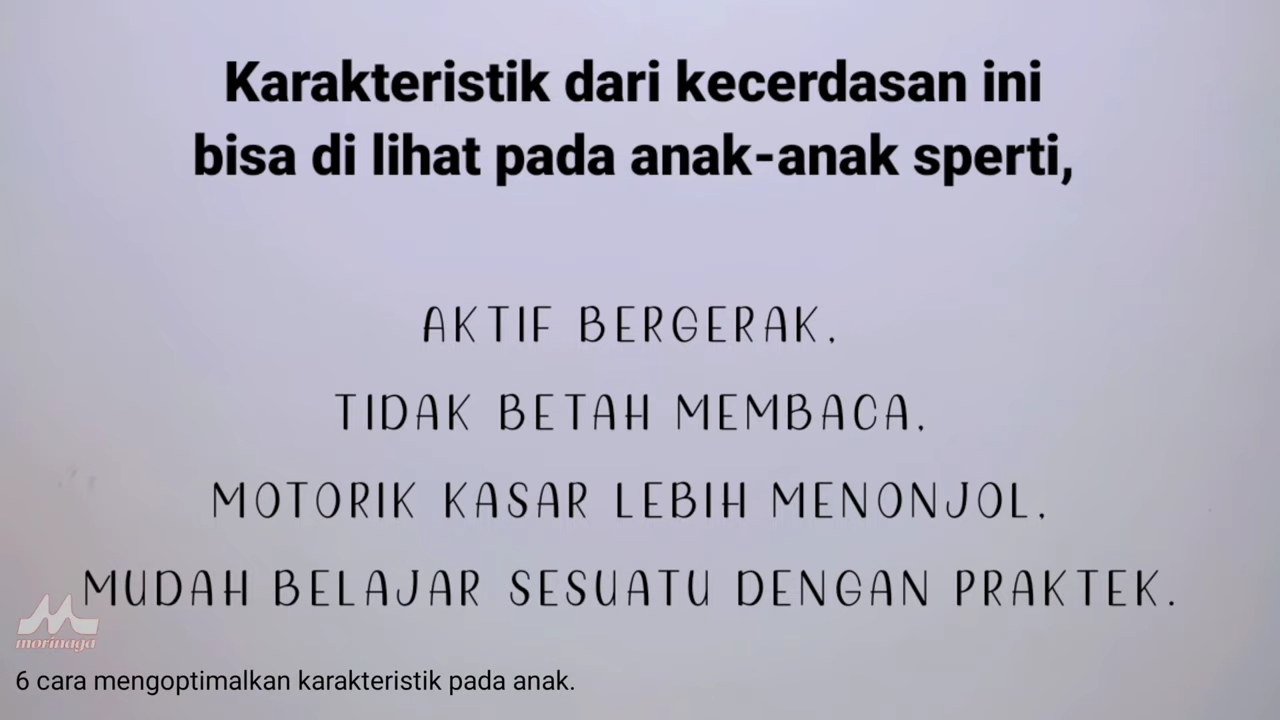 Karakteristik dari kecerdasan ini
bisa di lihat pada anak-anak sperti,
AKTIF BERGERAK.
TIDAK BETAH MEMBACA.
MOTORIK KASAR LEBIH MENONJOL.
MUDAH BELAJAR SESUATU DENGAN PRAKTEK.
morinaga
6 cara mengoptimalkan karakteristik pada anak.